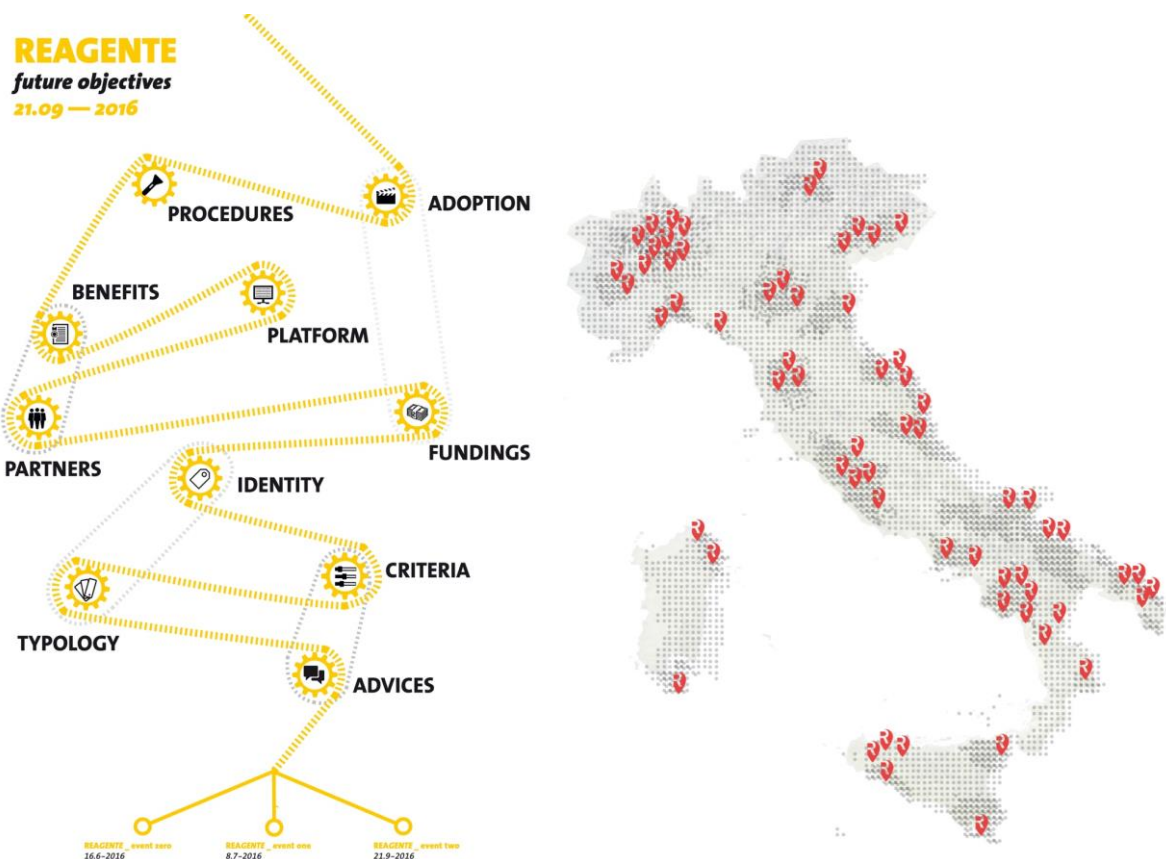 REAGENTE
future objectives
21.09 — 2016
PROCEDURES
ADOPTION
BENEFITS
PLATFORM
PARTNERS
FUNDINGS
IDENTITY
CRITERIA
TYPOLOGY
ADVICES
REAGENTE _ event zero
16.6-2016
REAGENTE _ event one
8.7-2016
REAGENTE _ event two
21.9-2016